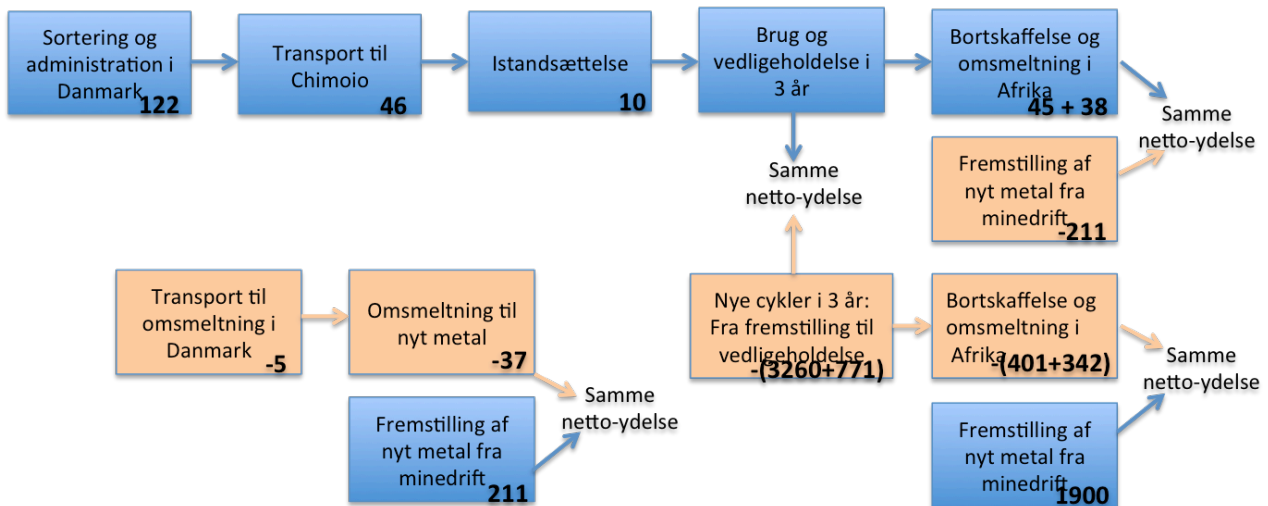 Sortering og
administration i
Danmark
122
Transport til
Chimoio
46
Istandsættelse
10
Brug og
vedligeholdelse i
3 år
Bortskaffelse og
omsmeltning i
Afrika
45 + 38
Samme
netto-ydelse
Samme
netto-ydelse
Fremstilling af
nyt metal fra
minedrift
-211
Transport til
omsmeltning i
Danmark
-5
Omsmeltning til
nyt metal
-37
Samme
netto-ydelse
Fremstilling af
nyt metal fra
minedrift
211
Nye cykler i 3 år:
Fra fremstilling til
vedligeholdelse
-(3260+771)
Bortskaffelse og
omsmeltning i
Afrika
-(401+342)
Samme
netto-ydelse
Fremstilling af
nyt metal fra
minedrift
1900